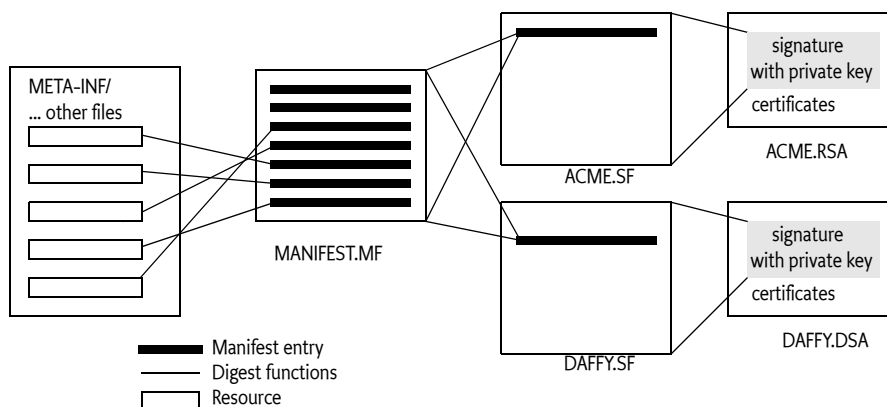 META-INF/
... other files
MANIFEST.MF
ACME.SF
signature
with private key
certificates
ACME.RSA
DAFFY.SF
signature
with private key
certificates
DAFFY.DSA
Manifest entry
Digest functions
Resource